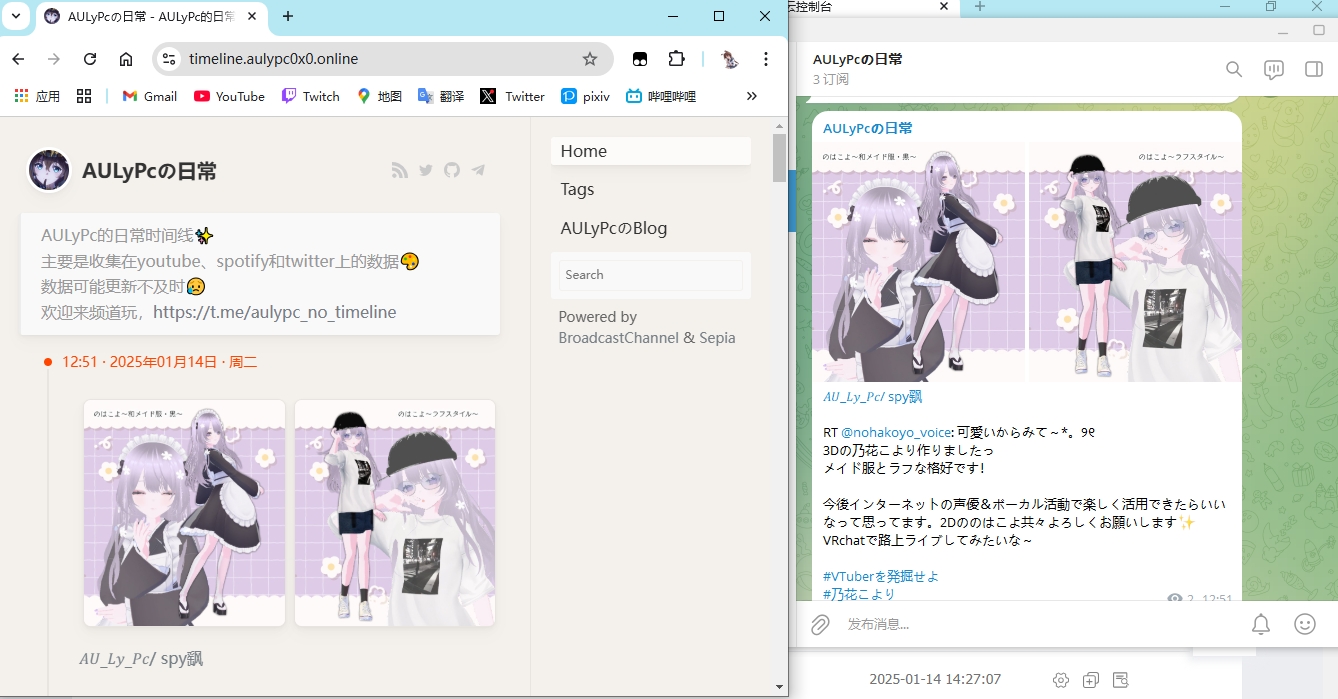 AULyPcの日常 - AULyPc的日常
timeline.aulypc0x0.online
应用
Gmail
YouTube
Twitch
地图
翻译
Twitter
pixiv
哔哩哔哩
AULyPcの日常
AULyPc的日常时间线✨
主要是收集在youtube、spotify和twitter上的数据🎨
数据可能更新不及时😥
欢迎来频道玩，https://t.me/aulypc_no_timeline
12:51 · 2025年01月14日 · 周二
のはこよ～和メイド服・黒～
のはこよ～ラフスタイル～
AU_Ly_Pc/ spy飘
Home
Tags
AULyPcのBlog
Search
Powered by
BroadcastChannel & Sepia
云控制台
AULyPcの日常
3 订阅
AULyPcの日常
のはこよ～和メイド服・黒～
のはこよ～ラフスタイル～
AU_Ly_Pc/ spy飘
RT @nohakoyo_voice: 可愛いからみて～*。୨୧
3Dの乃花こより作りましたっ
メイド服とラフな格好です！
今後インターネットの声優＆ボーカル活動で楽しく活用できたらいい
なって思ってます。2Dののはこよ共々よろしくお願いします✨
VRchatで路上ライブしてみたいな～
#VTuberを発掘せよ
#乃花こより
2 12:51
发布消息...
2025-01-14 14:27:07